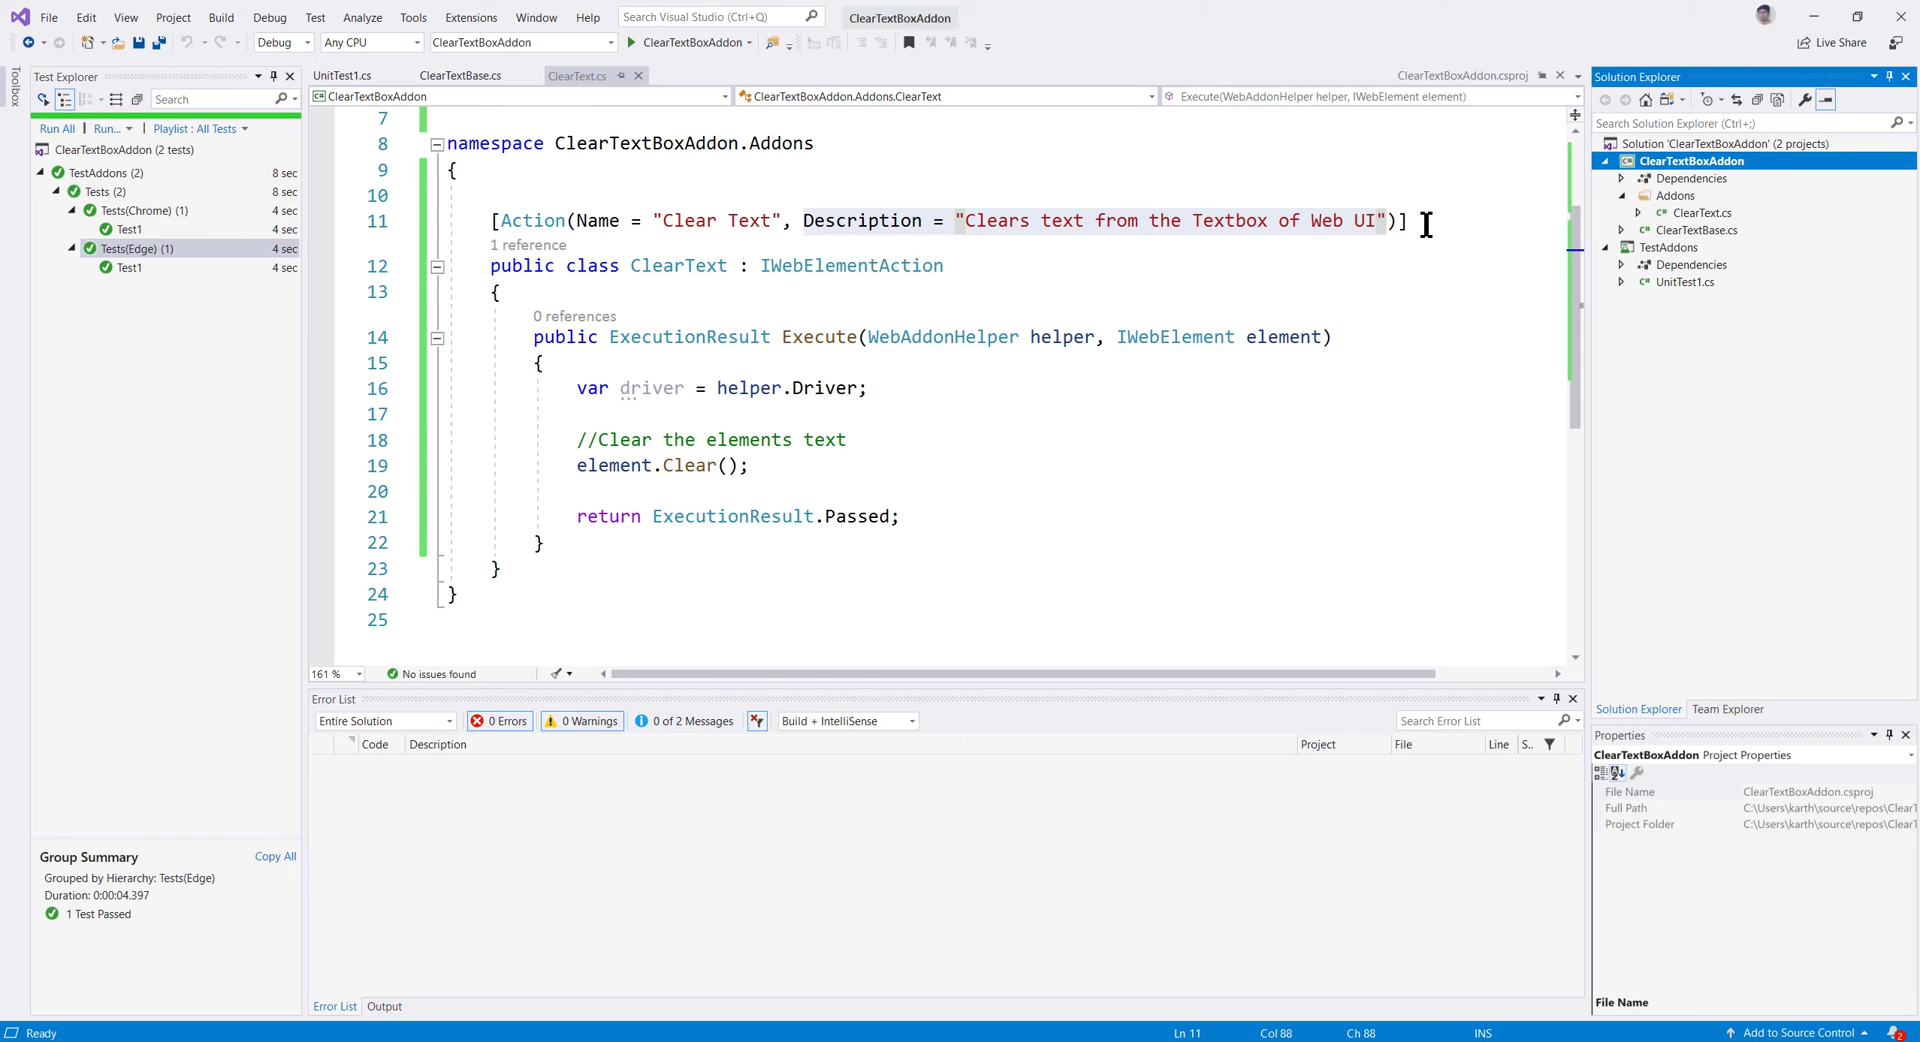 File Edit View Project Build Debug Test Analyze Tools Extensions Window Help Search Visual Studio (Ctrl+Q) ClearTextBoxAddon
Debug Any CPU ClearTextBoxAddon ClearTextBoxAddon Live Share
Toolbox
Test Explorer
Search
Run All Run... Playlist : All Tests
ClearTextBoxAddon (2 tests)
TestAddons (2) 8 sec
Tests (2) 8 sec
Tests(Chrome) (1) 4 sec
Test1 4 sec
Tests(Edge) (1) 4 sec
Test1 4 sec
Group Summary Copy All
Grouped by Hierarchy: Tests(Edge)
Duration: 0:00:04.397
1 Test Passed
UnitTest1.cs ClearTextBase.cs ClearText.cs ClearTextBoxAddon.csproj
ClearTextBoxAddon ClearTextBoxAddon.Addons.ClearText Execute(WebAddonHelper helper, IWebElement element)
7
8 namespace ClearTextBoxAddon.Addons
9 {
10
11 [Action(Name = "Clear Text", Description = "Clears text from the Textbox of Web UI")]
1 reference
12 public class ClearText : IWebElementAction
13 {
0 references
14 public ExecutionResult Execute(WebAddonHelper helper, IWebElement element)
15 {
16 var driver = helper.Driver;
17
18 //Clear the elements text
19 element.Clear();
20
21 return ExecutionResult.Passed;
22 }
23 }
24 }
25
161 % No issues found
Error List
Entire Solution 0 Errors 0 Warnings 0 of 2 Messages Build + IntelliSense Search Error List
Code Description Project File Line S..
Error List Output
Solution Explorer
Search Solution Explorer (Ctrl+;)
Solution 'ClearTextBoxAddon' (2 projects)
ClearTextBoxAddon
Dependencies
Addons
ClearText.cs
ClearTextBase.cs
TestAddons
Dependencies
UnitTest1.cs
Solution Explorer Team Explorer
Properties
ClearTextBoxAddon Project Properties
File Name ClearTextBoxAddon.csproj
Full Path C:\Users\karth\source\repos\ClearT
Project Folder C:\Users\karth\source\repos\ClearT
File Name
Ready Ln 11 Col 88 Ch 88 INS Add to Source Control 2